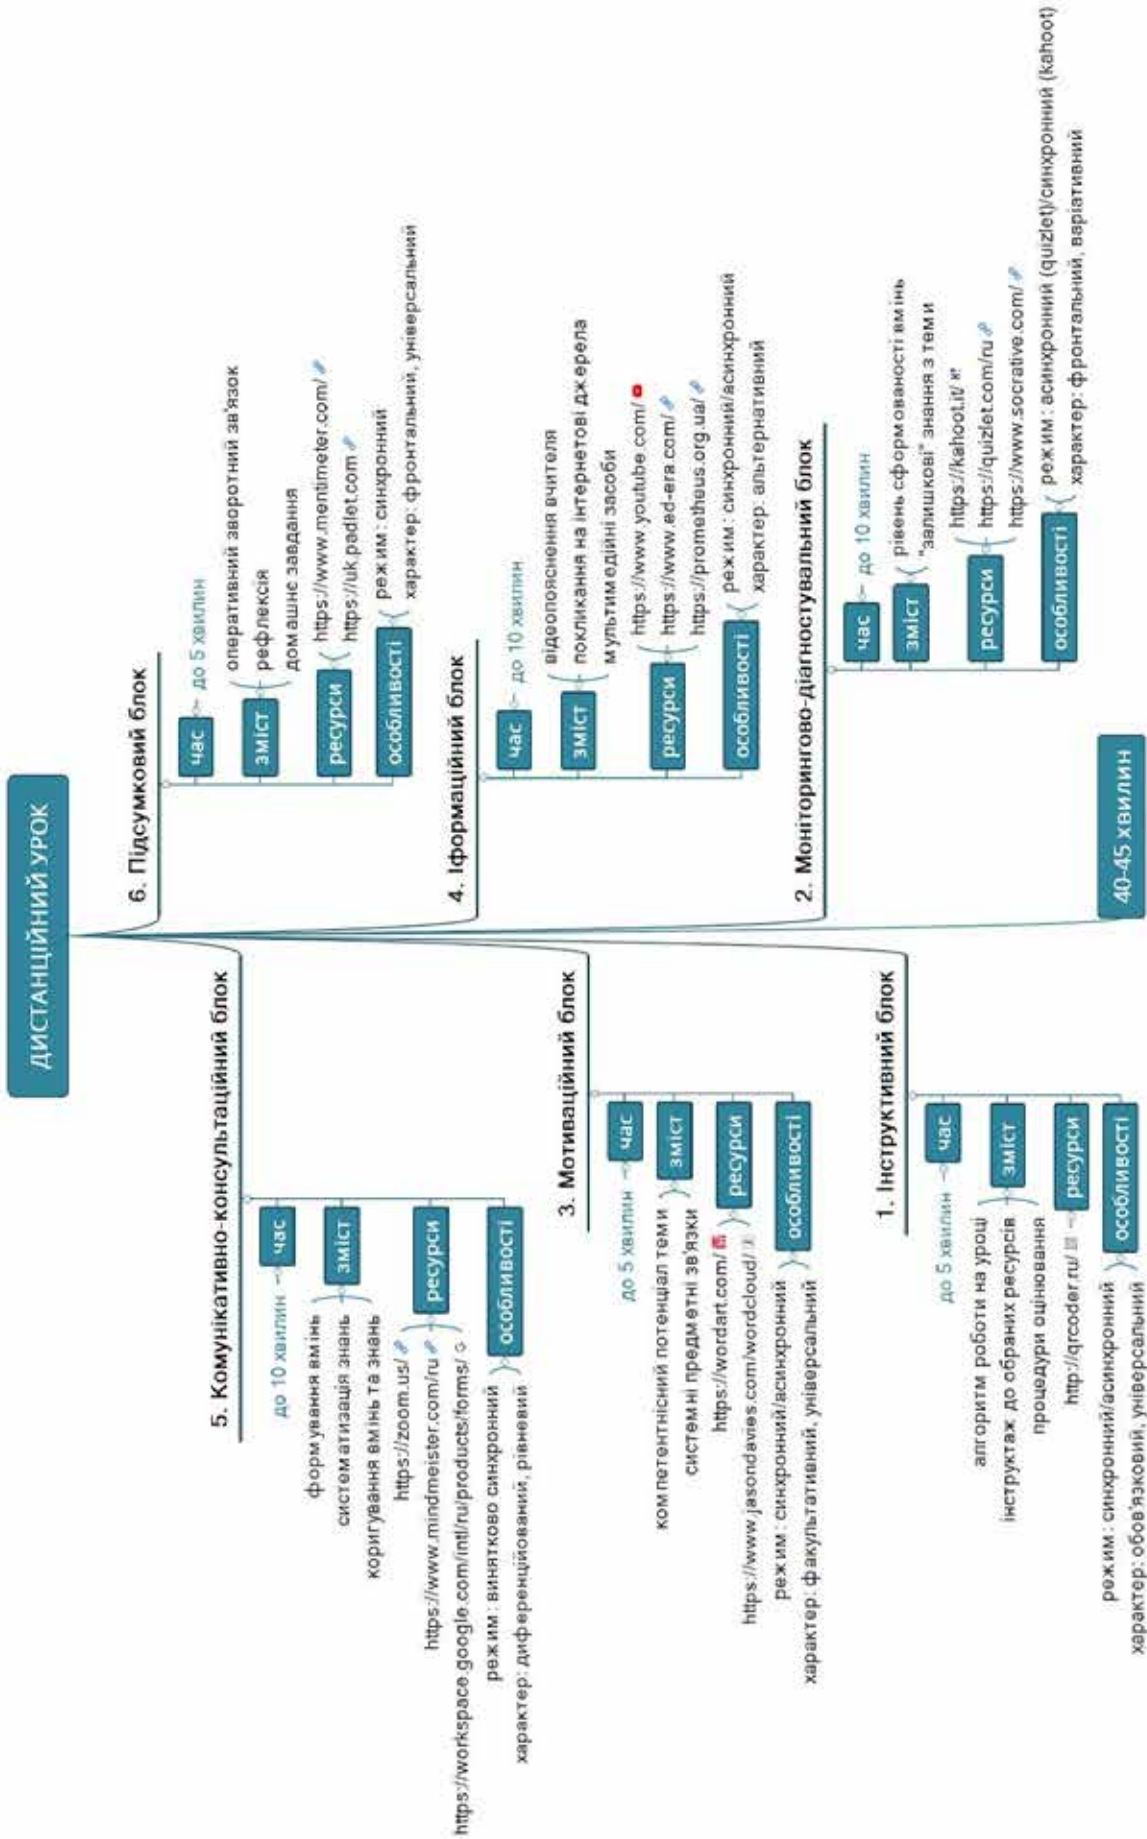 ДИСТАНЦІЙНИЙ УРОК
5. Комунікативно-консультаційний блок
до 10 хвилин
час
формування вмінь
систематизація знань
коригування вмінь та знань
зміст
https://zoom.us/
https://www.mindmeister.com/ru
https://workspace.google.com/intl/ru/products/forms/
ресурси
режим: винятково синхронний
характер: диференційований, рівневий
особливості
3. Мотиваційний блок
до 5 хвилин
час
компетентнісний потенціал теми
системні предметні зв'язки
зміст
https://wordart.com/
https://www.jasondavies.com/wordcloud/
ресурси
режим: синхронний/асинхронний
характер: факультативний, універсальний
особливості
1. Інструктивний блок
до 5 хвилин
час
алгоритм роботи на уроці
інструктаж до обраних ресурсів
процедури оцінювання
зміст
http://qrcoder.ru/
ресурси
режим: синхронний/асинхронний
характер: обов'язковий, універсальний
особливості
6. Підсумковий блок
час
до 5 хвилин
зміст
оперативний зворотний зв'язок
рефлексія
домашнє завдання
ресурси
https://www.mentimeter.com/
https://uk.padlet.com
особливості
режим: синхронний
характер: фронтальний, універсальний
4. Іформаційний блок
час
до 10 хвилин
зміст
відеопояснення вчителя
покликання на інтернетові джерела
мультимедійні засоби
ресурси
https://www.youtube.com/
https://www.ed-era.com/
https://prometheus.org.ua/
особливості
режим: синхронний/асинхронний
характер: альтернативний
2. Моніторингово-діагностувальний блок
час
до 10 хвилин
зміст
рівень сформованості вмінь
"залишкові" знання з теми
ресурси
https://kahoot.it/
https://quizlet.com/ru
https://www.socrative.com/
особливості
режим: асинхронний (quizlet)/синхронний (kahoot)
характер: фронтальний, варіативний
40-45 хвилин